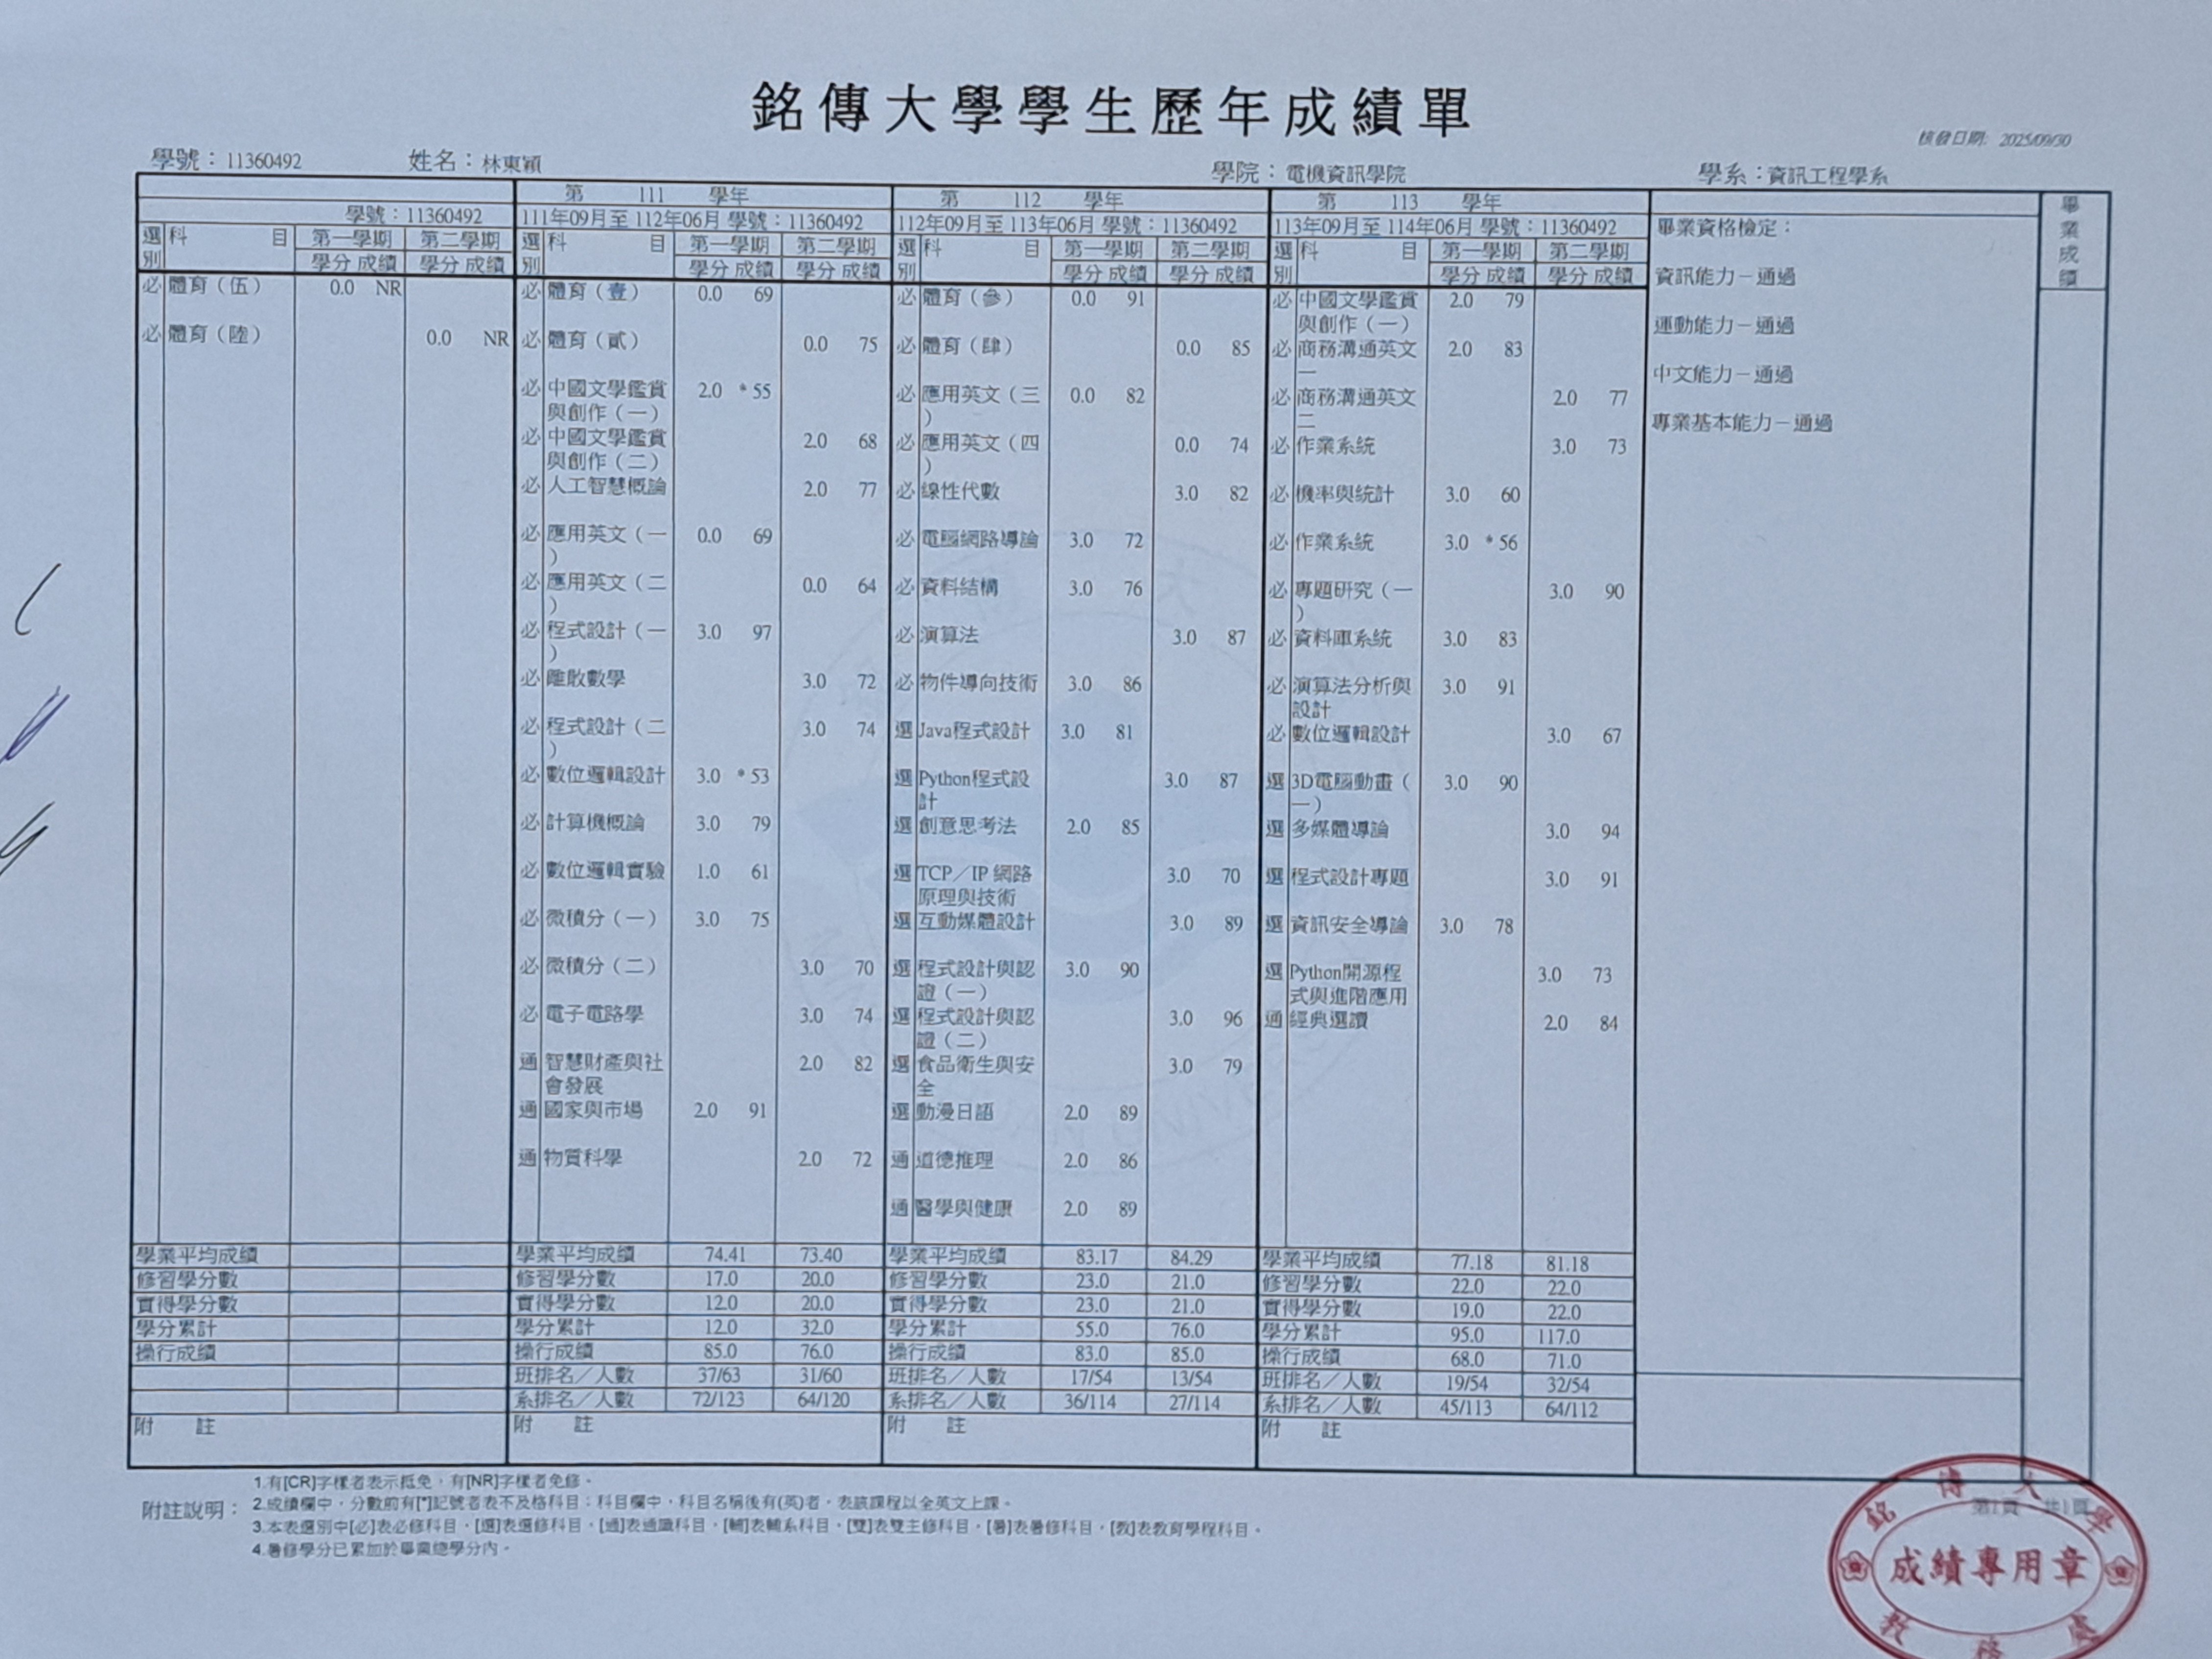 銘傳大學學生歷年成績單
核發日期: 2025/09/30
學號：11360492 姓名：林東穎 學院：電機資訊學院 學系：資訊工程學系
學號：11360492
選別 科目 第一學期 第二學期
學分 成績 學分 成績
必 體育（伍） 0.0 NR
必 體育（陸） 0.0 NR
學業平均成績
修習學分數
實得學分數
學分累計
操行成績
附 註
第 111 學年
111年09月至 112年06月 學號：11360492
選別 科目 第一學期 第二學期
學分 成績 學分 成績
必 體育（壹） 0.0 69
必 體育（貳） 0.0 75
必 中國文學鑑賞 2.0 * 55
與創作（一）
必 中國文學鑑賞 2.0 68
與創作（二）
必 人工智慧概論 2.0 77
必 應用英文（一 0.0 69
）
必 應用英文（二 0.0 64
）
必 程式設計（一 3.0 97
）
必 離散數學 3.0 72
必 程式設計（二 3.0 74
）
必 數位邏輯設計 3.0 * 53
必 計算機概論 3.0 79
必 數位邏輯實驗 1.0 61
必 微積分（一） 3.0 75
必 微積分（二） 3.0 70
必 電子電路學 3.0 74
通 智慧財產與社 2.0 82
會發展
通 國家與市場 2.0 91
通 物質科學 2.0 72
學業平均成績 74.41 73.40
修習學分數 17.0 20.0
實得學分數 12.0 20.0
學分累計 12.0 32.0
操行成績 85.0 76.0
班排名／人數 37/63 31/60
系排名／人數 72/123 64/120
附 註
第 112 學年
112年09月至 113年06月 學號：11360492
選別 科目 第一學期 第二學期
學分 成績 學分 成績
必 體育（參） 0.0 91
必 體育（肆） 0.0 85
必 應用英文（三 0.0 82
）
必 應用英文（四 0.0 74
）
必 線性代數 3.0 82
必 電腦網路導論 3.0 72
必 資料結構 3.0 76
必 演算法 3.0 87
必 物件導向技術 3.0 86
選 Java程式設計 3.0 81
選 Python程式設 3.0 87
計
選 創意思考法 2.0 85
選 TCP／IP 網路 3.0 70
原理與技術
選 互動媒體設計 3.0 89
選 程式設計與認 3.0 90
證（一）
選 程式設計與認 3.0 96
證（二）
選 食品衛生與安 3.0 79
全
選 動漫日語 2.0 89
通 道德推理 2.0 86
通 醫學與健康 2.0 89
學業平均成績 83.17 84.29
修習學分數 23.0 21.0
實得學分數 23.0 21.0
學分累計 55.0 76.0
操行成績 83.0 85.0
班排名／人數 17/54 13/54
系排名／人數 36/114 27/114
附 註
第 113 學年
113年09月至 114年06月 學號：11360492
選別 科目 第一學期 第二學期
學分 成績 學分 成績
必 中國文學鑑賞 2.0 79
與創作（一）
必 商務溝通英文 2.0 83
一
必 商務溝通英文 2.0 77
二
必 作業系統 3.0 73
必 機率與統計 3.0 60
必 作業系統 3.0 * 56
必 專題研究（一 3.0 90
）
必 資料庫系統 3.0 83
必 演算法分析與 3.0 91
設計
必 數位邏輯設計 3.0 67
選 3D電腦動畫（ 3.0 90
一）
選 多媒體導論 3.0 94
選 程式設計專題 3.0 91
選 資訊安全導論 3.0 78
選 Python開源程 3.0 73
式與進階應用
通 經典選讀 2.0 84
學業平均成績 77.18 81.18
修習學分數 22.0 22.0
實得學分數 19.0 22.0
學分累計 95.0 117.0
操行成績 68.0 71.0
班排名／人數 19/54 32/54
系排名／人數 45/113 64/112
附 註
畢業資格檢定：
資訊能力－通過
運動能力－通過
中文能力－通過
專業基本能力－通過
畢業成績
附註說明：
1.有[CR]字樣者表示抵免，有[NR]字樣者免修。
2.成績欄中，分數前有[*]記號者表不及格科目；科目欄中，科目名稱後有(英)者，表該課程以全英文上課。
3.本表選別中[必]表必修科目，[選]表選修科目，[通]表通識科目，[輔]表輔系科目，[雙]表雙主修科目，[暑]表暑修科目，[教]表教育學程科目。
4.暑修學分已累加於畢業總學分內。
第1頁 共1頁
銘傳大學
成績專用章
教務處